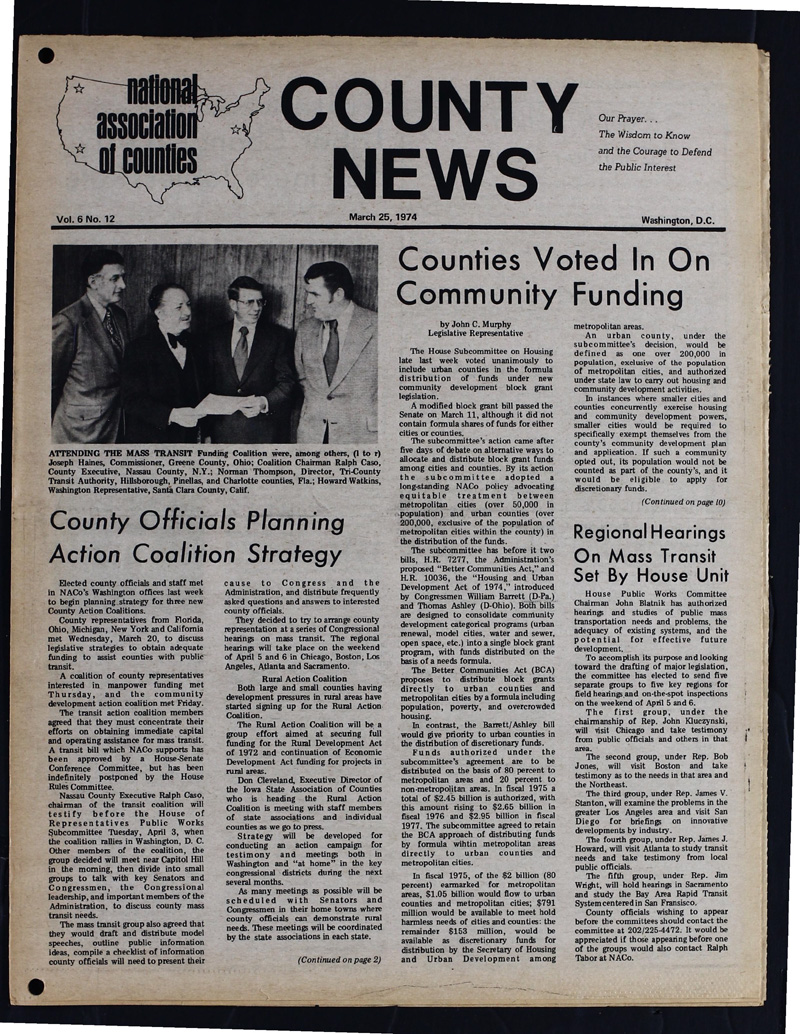 national
association
of counties
COUNTY
NEWS
Our Prayer. . .
The Wisdom to Know
and the Courage to Defend
the Public Interest
Vol. 6 No. 12
March 25, 1974
Washington, D.C.
ATTENDING THE MASS TRANSIT Funding Coalition were, among others, (l to r)
Joseph Haines, Commissioner, Greene County, Ohio; Coalition Chairman Ralph Caso,
County Executive, Nassau County, N.Y.; Norman Thompson, Director, Tri-County
Transit Authority, Hillsborough, Pinellas, and Charlotte counties, Fla.; Howard Watkins,
Washington Representative, Santa Clara County, Calif.
County Officials Planning
Action Coalition Strategy
Elected county officials and staff met
in NACo's Washington offices last week
to begin planning strategy for three new
County Action Coalitions.
County representatives from Florida,
Ohio, Michigan, New York and California
met Wednesday, March 20, to discuss
legislative strategies to obtain adequate
funding to assist counties with public
transit.
A coalition of county representatives
interested in manpower funding met
Thursday, and the community
development action coalition met Friday.
The transit action coalition members
agreed that they must concentrate their
efforts on obtaining immediate capital
and operating assistance for mass transit.
A transit bill which NACo supports has
been approved by a House-Senate
Conference Committee, but has been
indefinitely postponed by the House
Rules Committee.
Nassau County Executive Ralph Caso,
chairman of the transit coalition will
testify before the House of
Representatives Public Works
Subcommittee Tuesday, April 3, when
the coalition rallies in Washington, D. C.
Other members of the coalition, the
group decided will meet near Capitol Hill
in the morning, then divide into small
groups to talk with key Senators and
Congressmen, the Congressional
leadership, and important members of the
Administration, to discuss county mass
transit needs.
The mass transit group also agreed that
they would draft and distribute model
speeches, outline public information
ideas, compile a checklist of information
county officials will need to present their
cause to Congress and the
Administration, and distribute frequently
asked questions and answers to interested
county officials.
They decided to try to arrange county
representation at a series of Congressional
hearings on mass transit. The regional
hearings will take place on the weekend
of April 5 and 6 in Chicago, Boston, Los
Angeles, Atlanta and Sacramento.
Rural Action Coalition
Both large and small counties having
development pressures in rural areas have
started signing up for the Rural Action
Coalition.
The Rural Action Coalition will be a
group effort aimed at securing full
funding for the Rural Development Act
of 1972 and continuation of Economic
Development Act funding for projects in
rural areas.
Don Cleveland, Executive Director of
the Iowa State Association of Counties
who is heading the Rural Action
Coalition is meeting with staff members
of state associations and individual
counties as we go to press.
Strategy will be developed for
conducting an action campaign for
testimony and meetings both in
Washington and "at home" in the key
congressional districts during the next
several months.
As many meetings as possible will be
scheduled with Senators and
Congressmen in their home towns where
county officials can demonstrate rural
needs. These meetings will be coordinated
by the state associations in each state.
(Continued on page 2)
Counties Voted In On
Community Funding
by John C. Murphy
Legislative Representative
The House Subcommittee on Housing
late last week voted unanimously to
include urban counties in the formula
distribution of funds under new
community development block grant
legislation.
A modified block grant bill passed the
Senate on March 11, although it did not
contain formula shares of funds for either
cities or counties.
The subcommittee's action came after
five days of debate on alternative ways to
allocate and distribute block grant funds
among cities and counties. By its action
the subcommittee adopted a
long-standing NACo policy advocating
equitable treatment between
metropolitan cities (over 50,000 in
population) and urban counties (over
200,000, exclusive of the population of
metropolitan cities within the county) in
the distribution of the funds.
The subcommittee has before it two
bills, H.R. 7277, the Administration's
proposed "Better Communities Act," and
H.R. 10036, the "Housing and Urban
Development Act of 1974," introduced
by Congressmen William Barrett (D-Pa.)
and Thomas Ashley (D-Ohio). Both bills
are designed to consolidate community
development categorical programs (urban
renewal, model cities, water and sewer,
open space, etc.) into a single block grant
program, with funds distributed on the
basis of a needs formula.
The Better Communities Act (BCA)
proposes to distribute block grants
directly to urban counties and
metropolitan cities by a formula including
population, poverty, and overcrowded
housing.
In contrast, the Barrett/Ashley bill
would give priority to urban counties in
the distribution of discretionary funds.
Funds authorized under the
subcommittee's agreement are to be
distributed on the basis of 80 percent to
metropolitan areas and 20 percent to
non-metropolitan areas. In fiscal 1975 a
total of $2.45 billion is authorized, with
this amount rising to $2.65 billion in
fiscal 1976 and $2.95 billion in fiscal
1977. The subcommittee agreed to retain
the BCA approach of distributing funds
by formula wihtin metropolitan areas
directly to urban counties and
metropolitan cities.
In fiscal 1975, of the $2 billion (80
percent) earmarked for metropolitan
areas, $1.05 billion would flow to urban
counties and metropolitan cities; $791
million would be available to meet hold
harmless needs of cities and counties: the
remainder $153 million, would be
available as discretionary funds for
distribution by the Secretary of Housing
and Urban Development among
metropolitan areas.
An urban county, under the
subcommittee's decision, would be
defined as one over 200,000 in
population, exclusive of the population
of metropolitan cities, and authorized
under state law to carry out housing and
community development activities.
In instances where smaller cities and
counties concurrently exercise housing
and community development powers,
smaller cities would be required to
specifically exempt themselves from the
county's community development plan
and application. If such a community
opted out, its population would not be
counted as part of the county's, and it
would be eligible to apply for
discretionary funds.
(Continued on page 10)
Regional Hearings
On Mass Transit
Set By House Unit
House Public Works Committee
Chairman John Blatnik has authorized
hearings and studies of public mass
transportation needs and problems, the
adequacy of existing systems, and the
potential for effective future
development.
To accomplish its purpose and looking
toward the drafting of major legislation,
the committee has elected to send five
separate groups to five key regions for
field hearings and on-the-spot inspections
on the weekend of April 5 and 6.
The first group, under the
chairmanship of Rep. John Kluczynski,
will visit Chicago and take testimony
from public officials and others in that
area.
The second group, under Rep. Bob
Jones, will visit Boston and take
testimony as to the needs in that area and
the Northeast.
The third group, under Rep. James V.
Stanton, will examine the problems in the
greater Los Angeles area and visit San
Diego for briefings on innovative
developments by industry.
The fourth group, under Rep. James J.
Howard, will visit Atlanta to study transit
needs and take testimony from local
public officials.
The fifth group, under Rep. Jim
Wright, will hold hearings in Sacramento
and study the Bay Area Rapid Transit
System centered in San Fransisco.
County officials wishing to appear
before the committees should contact the
committee at 202/225-4472. It would be
appreciated if those appearing before one
of the groups would also contact Ralph
Tabor at NACo.